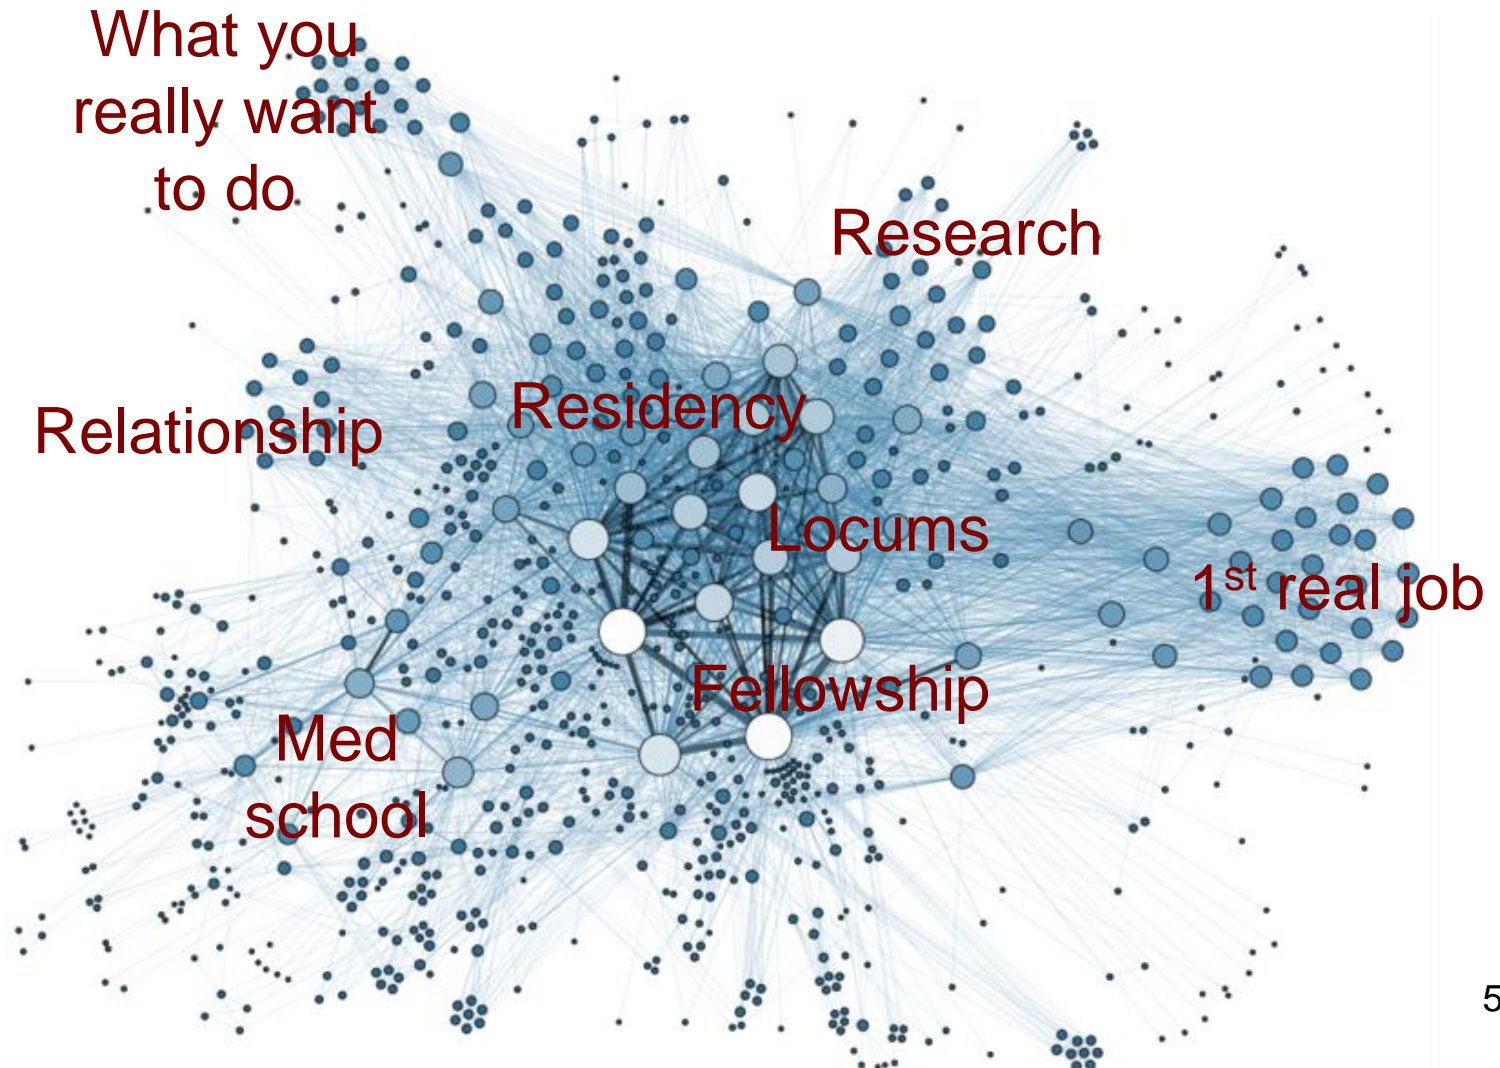 What you
really want
to do
Research
Relationship
Residency
Locums
1st real job
Fellowship
Med
school
5